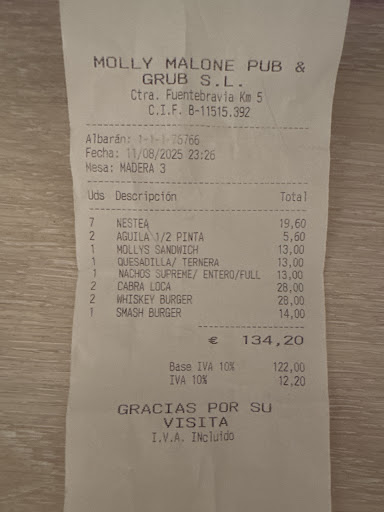 MOLLY MALONE PUB &
GRUB S.L.
Ctra. Fuentebravia Km 5
C.I.F. B-11515.392
Albarán: 1-1-1-76766
Fecha: 11/08/2025 23:26
Mesa: MADERA 3
Uds Descripción Total
7 NESTEA 19,60
2 AGUILA 1/2 PINTA 5,60
1 MOLLYS SANDWICH 13,00
1 QUESADILLA/ TERNERA 13,00
1 NACHOS SUPREME/ ENTERO/FULL 13,00
2 CABRA LOCA 28,00
2 WHISKEY BURGER 28,00
1 SMASH BURGER 14,00
€ 134,20
Base IVA 10% 122,00
IVA 10% 12,20
GRACIAS POR SU
VISITA
I.V.A. INcluido